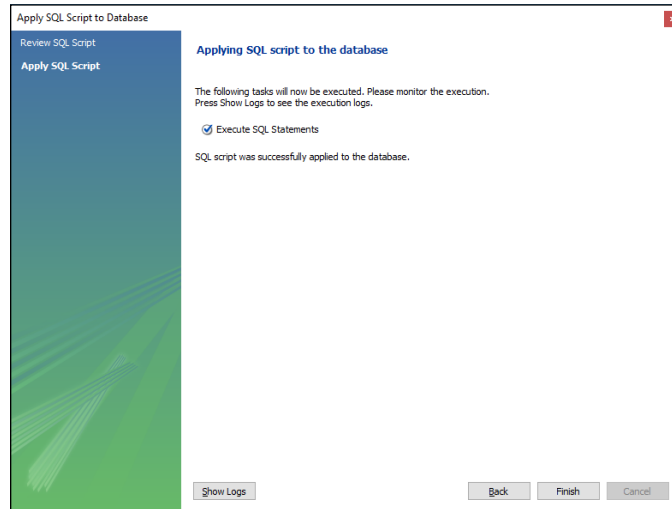 Apply SQL Script to Database
x
Review SQL Script
Apply SQL Script
Applying SQL script to the database
The following tasks will now be executed. Please monitor the execution.
Press Show Logs to see the execution logs.
Execute SQL Statements
SQL script was successfully applied to the database.
Show Logs
Back
Finish
Cancel